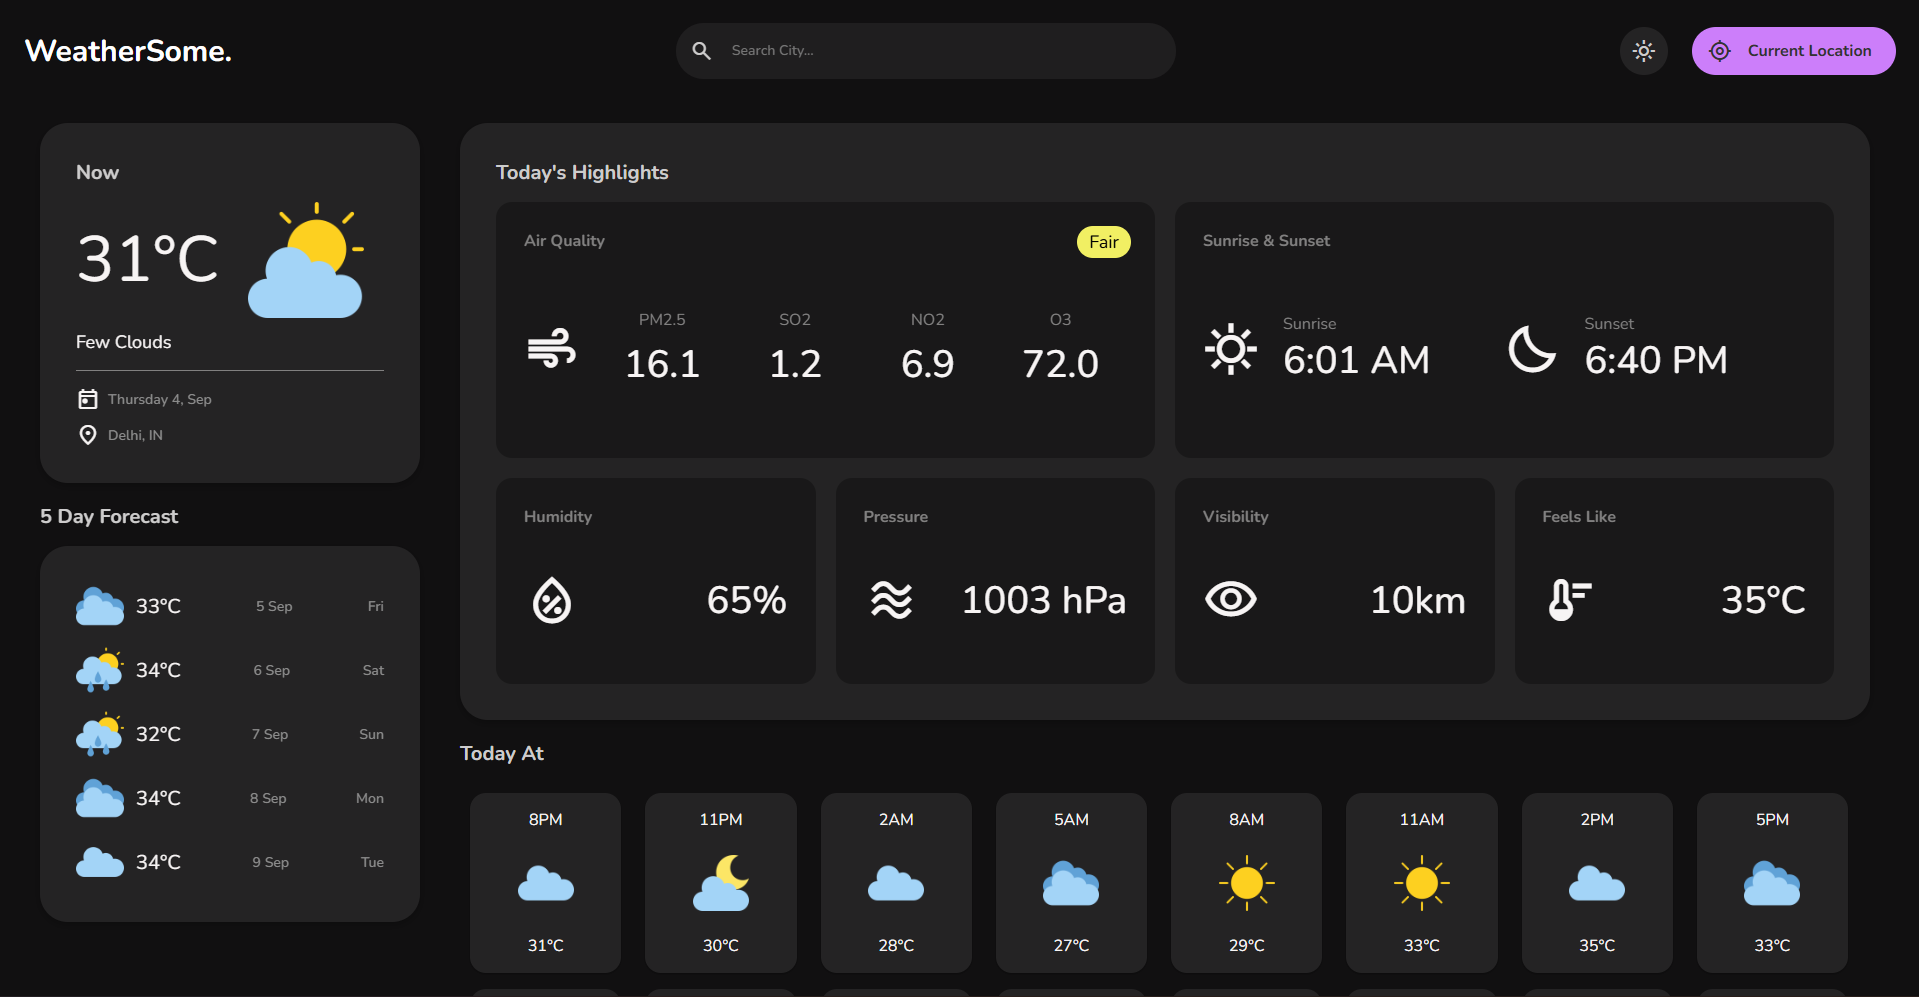 WeatherSome.
Search City...
Current Location
Now
31°C
Few Clouds
Thursday 4, Sep
Delhi, IN
5 Day Forecast
33°C 5 Sep Fri
34°C 6 Sep Sat
32°C 7 Sep Sun
34°C 8 Sep Mon
34°C 9 Sep Tue
Today's Highlights
Air Quality Fair
PM2.5 SO2 NO2 O3
16.1 1.2 6.9 72.0
Sunrise & Sunset
Sunrise Sunset
6:01 AM 6:40 PM
Humidity
65%
Pressure
1003 hPa
Visibility
10km
Feels Like
35°C
Today At
8PM 11PM 2AM 5AM 8AM 11AM 2PM 5PM
31°C 30°C 28°C 27°C 29°C 33°C 35°C 33°C